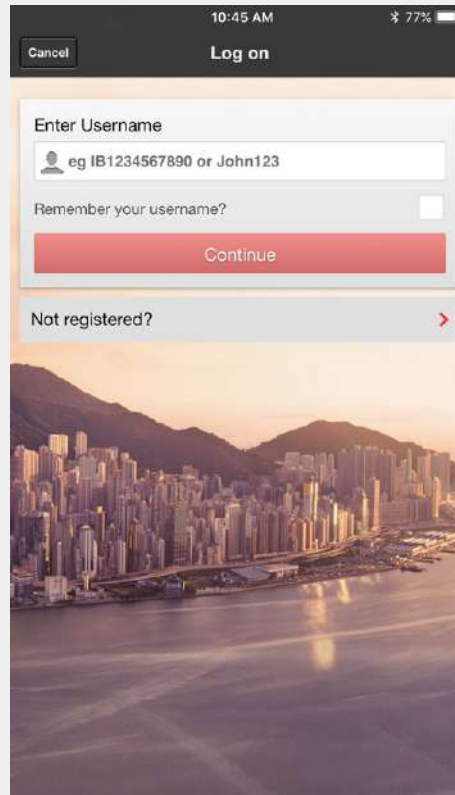 10:45 AM
77%
Cancel
Log on
Enter Username
eg IB1234567890 or John123
Remember your username?
Continue
Not registered?